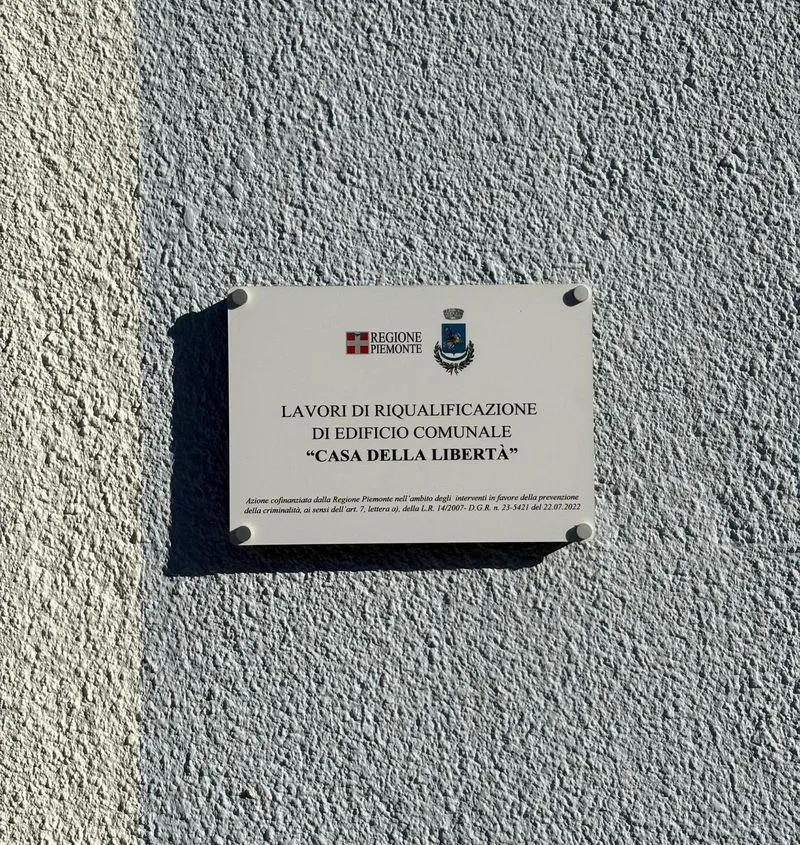 REGIONE
PIEMONTE
LAVORI DI RIQUALIFICAZIONE
DI EDIFICIO COMUNALE
“CASA DELLA LIBERTÀ”
Azione cofinanziata dalla Regione Piemonte nell'ambito degli interventi in favore della prevenzione
della criminalità, ai sensi dell'art. 7, lettera a), della L.R. 14/2007- D.G.R. n. 23-5421 del 22.07.2022